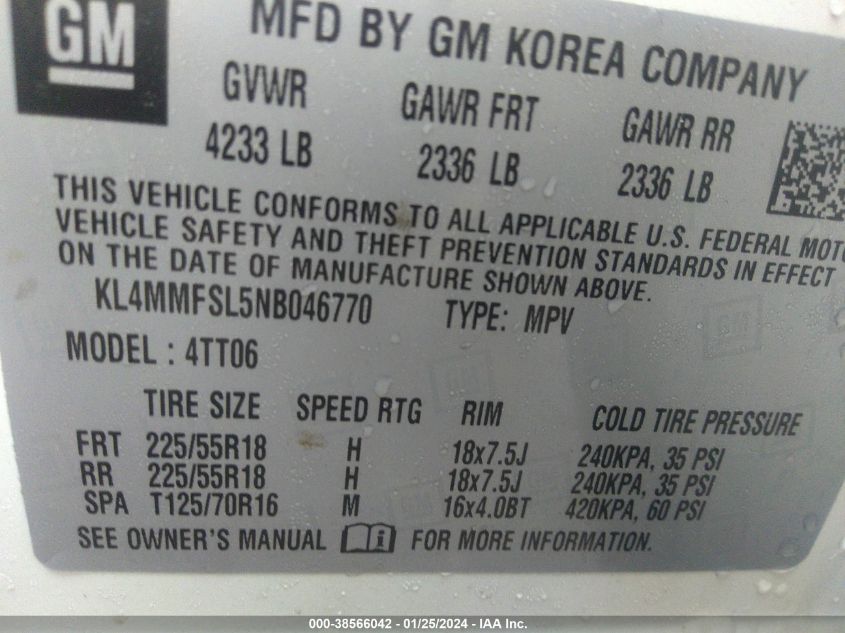 GM
MFD BY GM KOREA COMPANY
GVWR GAWR FRT GAWR RR
4233 LB 2336 LB 2336 LB
THIS VEHICLE CONFORMS TO ALL APPLICABLE U.S. FEDERAL
VEHICLE SAFETY AND THEFT PREVENTION STANDARDS IN EFFECT
ON THE DATE OF MANUFACTURE SHOWN ABOVE.
KL4MMFSL5NB046770 TYPE: MPV
MODEL : 4TT06
GM
GM
TIRE SIZE SPEED RTG RIM COLD TIRE PRESSURE
FRT 225/55R18 H 18x7.5J 240KPA, 35 PSI
RR 225/55R18 H 18x7.5J 240KPA, 35 PSI
SPA T125/70R16 M 16x4.0BT 420KPA, 60 PSI
SEE OWNER'S MANUAL i FOR MORE INFORMATION.
000-38566042 - 01/25/2024 - IAA Inc.